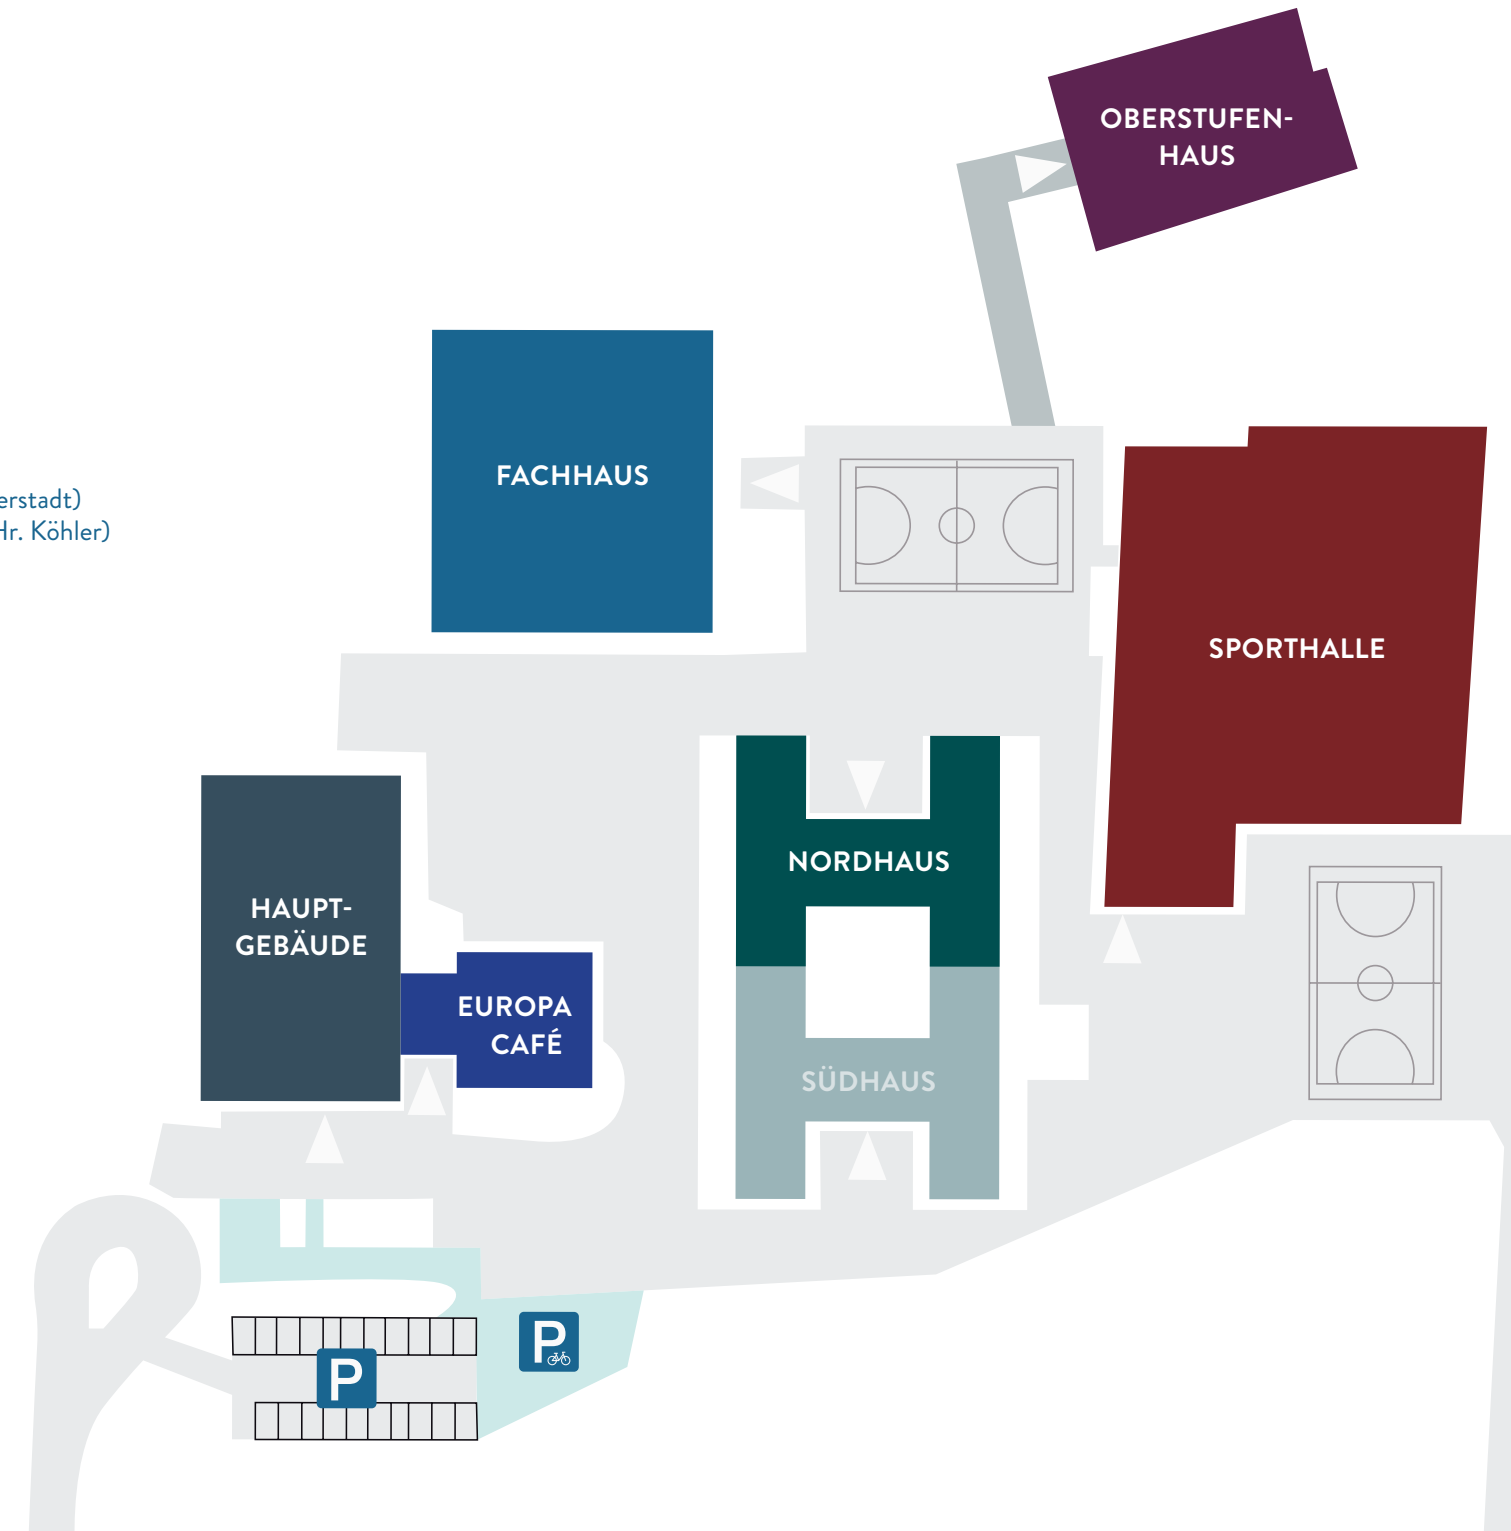 OBERSTUFEN-
HAUS
FACHHAUS
erstadt)
Hr. Köhler)
SPORTHALLE
NORDHAUS
HAUPT-
GEBÄUDE
EUROPA
CAFÉ
SÜDHAUS
P
P